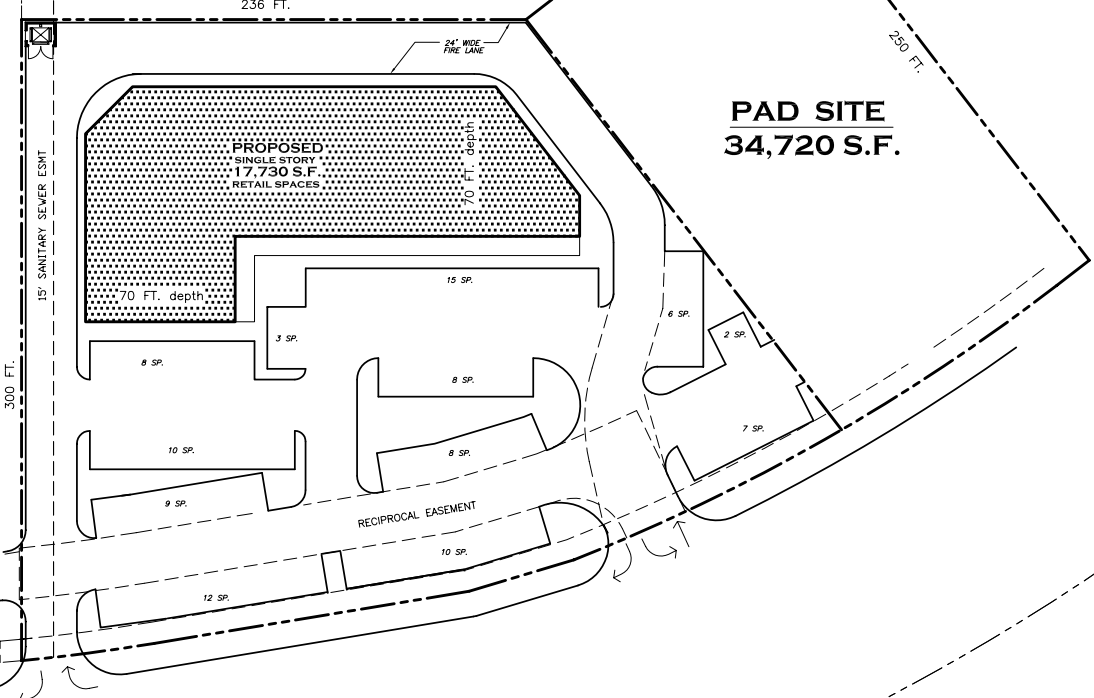 236 FT.
24' WIDE
FIRE LANE
250 FT.
PAD SITE
34,720 S.F.
PROPOSED
SINGLE STORY
17,730 S.F.
RETAIL SPACES
70 FT. depth
15' SANITARY SEWER ESMT
70 FT. depth
15 SP.
6 SP.
2 SP.
3 SP.
8 SP.
8 SP.
300 FT.
7 SP.
10 SP.
8 SP.
9 SP.
RECIPROCAL EASEMENT
10 SP.
12 SP.